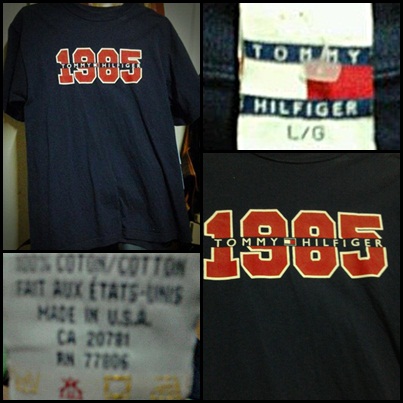 1985
TOMMY HILFIGER
TOMMY
HILFIGER
L/G
100% COTON/COTTON
FAIT AUX ÉTATS-UNIS
MADE IN U.S.A.
CA 20781
RN 77806
1985
TOMMY HILFIGER